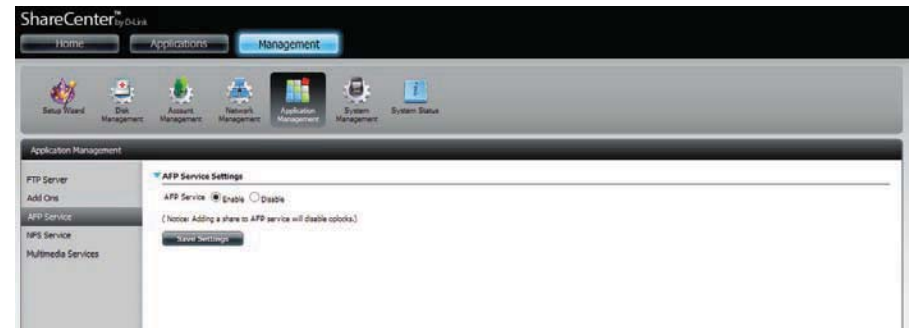 ShareCenter™ by D-Link
Home Applications Management
Setup Wizard Disk Management Account Management Network Management Application Management System Management System Status
Application Management
FTP Server
Add Ons
AFP Service
NFS Service
Multimedia Services
AFP Service Settings
AFP Service Enable Disable
( Notice: Adding a share to AFP service will disable oplocks.)
Save Settings